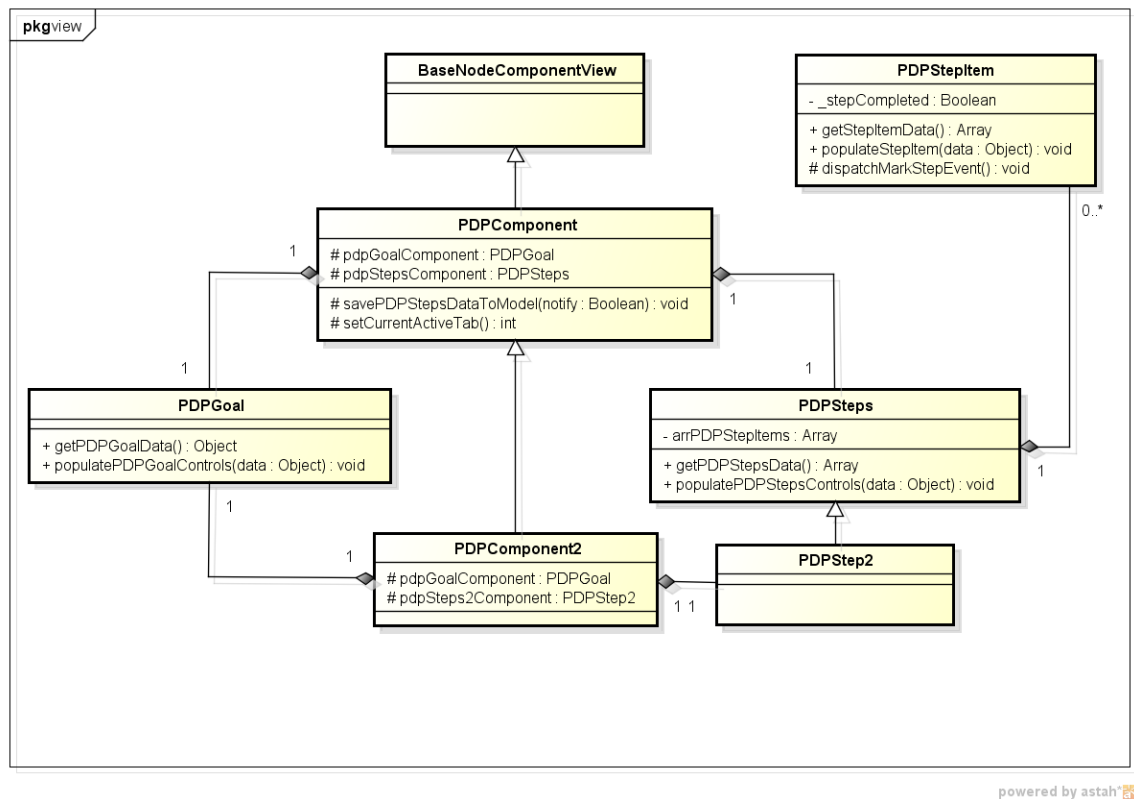 pkg view
BaseNodeComponentView
PDPStepItem
- _stepCompleted : Boolean
+ getStepItemData() : Array
+ populateStepItem(data : Object) : void
# dispatchMarkStepEvent() : void
0..*
PDPComponent
# pdpGoalComponent : PDPGoal
# pdpStepsComponent : PDPSteps
# savePDPStepsDataToModel(notify : Boolean) : void
# setCurrentActiveTab() : int
1
1
1
1
PDPGoal
+ getPDPGoalData() : Object
+ populatePDPGoalControls(data : Object) : void
PDPSteps
- arrPDPStepItems : Array
+ getPDPStepsData() : Array
+ populatePDPStepsControls(data : Object) : void
1
1
1
PDPComponent2
# pdpGoalComponent : PDPGoal
# pdpSteps2Component : PDPStep2
1 1
PDPStep2
powered by astah*